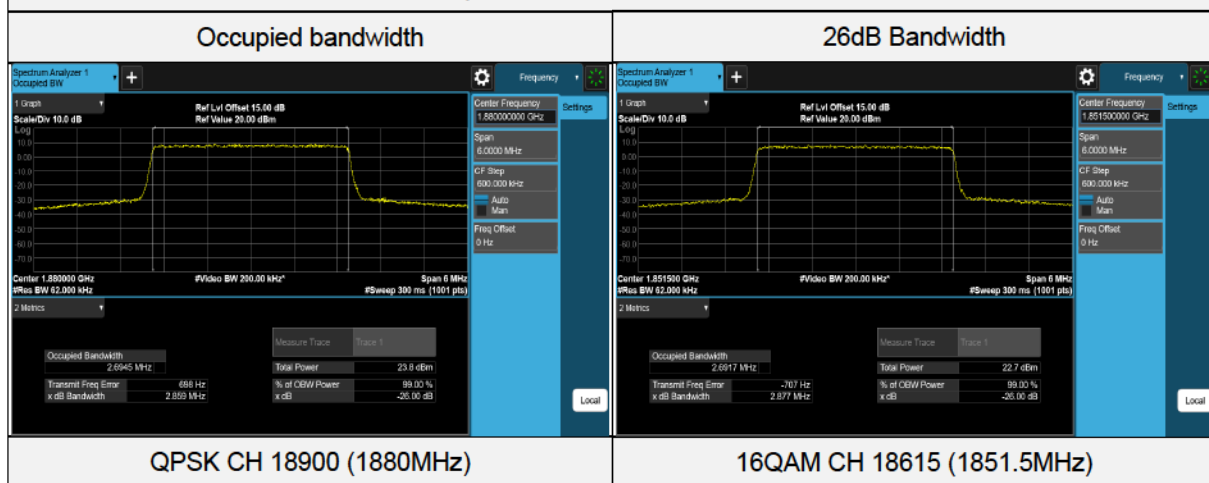 Occupied bandwidth
26dB Bandwidth
Spectrum Analyzer 1
Occupied BW
+
Frequency
1 Graph
Scale/Div 10.0 dB
Ref Lvl Offset 15.00 dB
Ref Value 20.00 dBm
Log
10.0
0.00
-10.0
-20.0
-30.0
-40.0
-50.0
-60.0
-70.0
Center 1.880000 GHz
#Res BW 62.000 kHz
#Video BW 200.00 kHz*
Span 6 MHz
#Sweep 300 ms (1001 pts)
Center Frequency
1.880000000 GHz
Settings
Span
6.0000 MHz
CF Step
600.000 kHz
Auto
Man
Freq Offset
0 Hz
Local
2 Metrics
Measure Trace Trace 1
Occupied Bandwidth
2.6945 MHz
Total Power 23.8 dBm
Transmit Freq Error 698 Hz
% of OBW Power 99.00 %
x dB Bandwidth 2.859 MHz
x dB -26.00 dB
Spectrum Analyzer 1
Occupied BW
+
Frequency
1 Graph
Scale/Div 10.0 dB
Ref Lvl Offset 15.00 dB
Ref Value 20.00 dBm
Log
10.0
0.00
-10.0
-20.0
-30.0
-40.0
-50.0
-60.0
-70.0
Center 1.851500 GHz
#Res BW 62.000 kHz
#Video BW 200.00 kHz*
Span 6 MHz
#Sweep 300 ms (1001 pts)
Center Frequency
1.851500000 GHz
Settings
Span
6.0000 MHz
CF Step
600.000 kHz
Auto
Man
Freq Offset
0 Hz
Local
2 Metrics
Measure Trace Trace 1
Occupied Bandwidth
2.6917 MHz
Total Power 22.7 dBm
Transmit Freq Error -707 Hz
% of OBW Power 99.00 %
x dB Bandwidth 2.877 MHz
x dB -26.00 dB
QPSK CH 18900 (1880MHz)
16QAM CH 18615 (1851.5MHz)